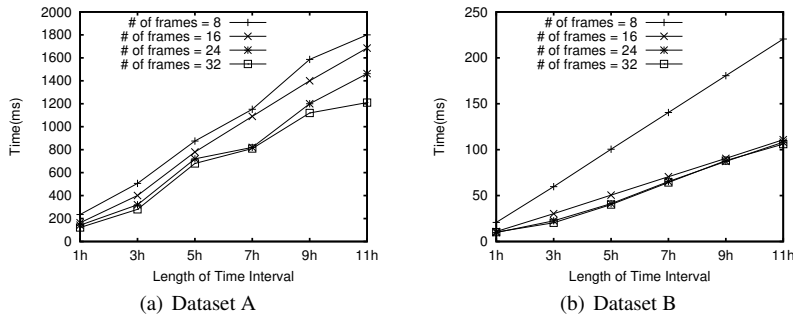 # of frames = 8
# of frames = 16
# of frames = 24
# of frames = 32
2000
1800
1600
1400
1200
1000
800
600
400
200
0
Time(ms)
1h 3h 5h 7h 9h 11h
Length of Time Interval
(a) Dataset A
# of frames = 8
# of frames = 16
# of frames = 24
# of frames = 32
250
200
150
100
50
0
Time(ms)
1h 3h 5h 7h 9h 11h
Length of Time Interval
(b) Dataset B